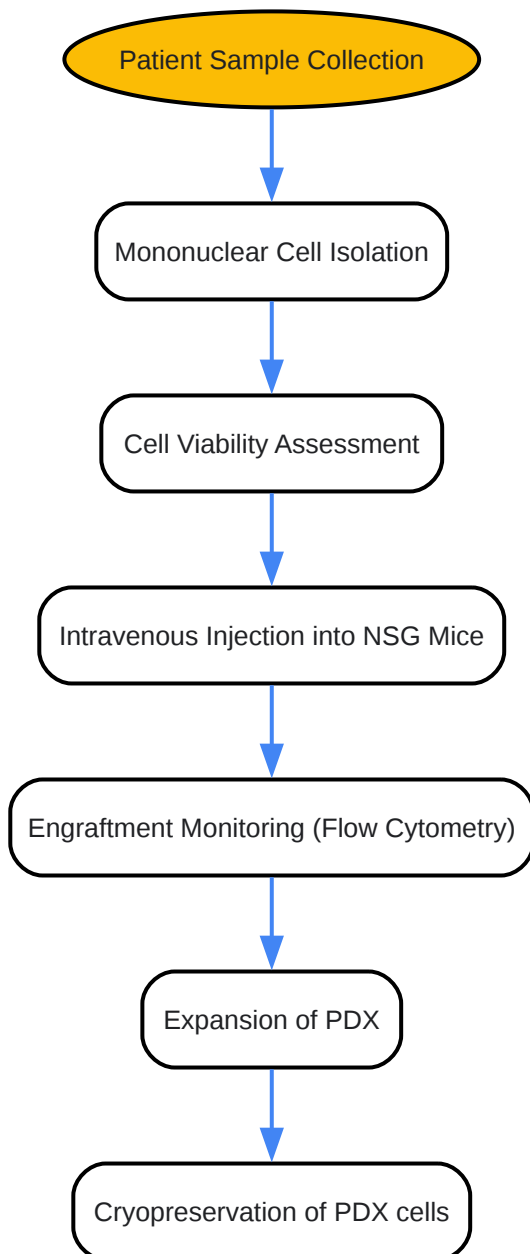 Patient Sample Collection
Mononuclear Cell Isolation
Cell Viability Assessment
Intravenous Injection into NSG Mice
Engraftment Monitoring (Flow Cytometry)
Expansion of PDX
Cryopreservation of PDX cells